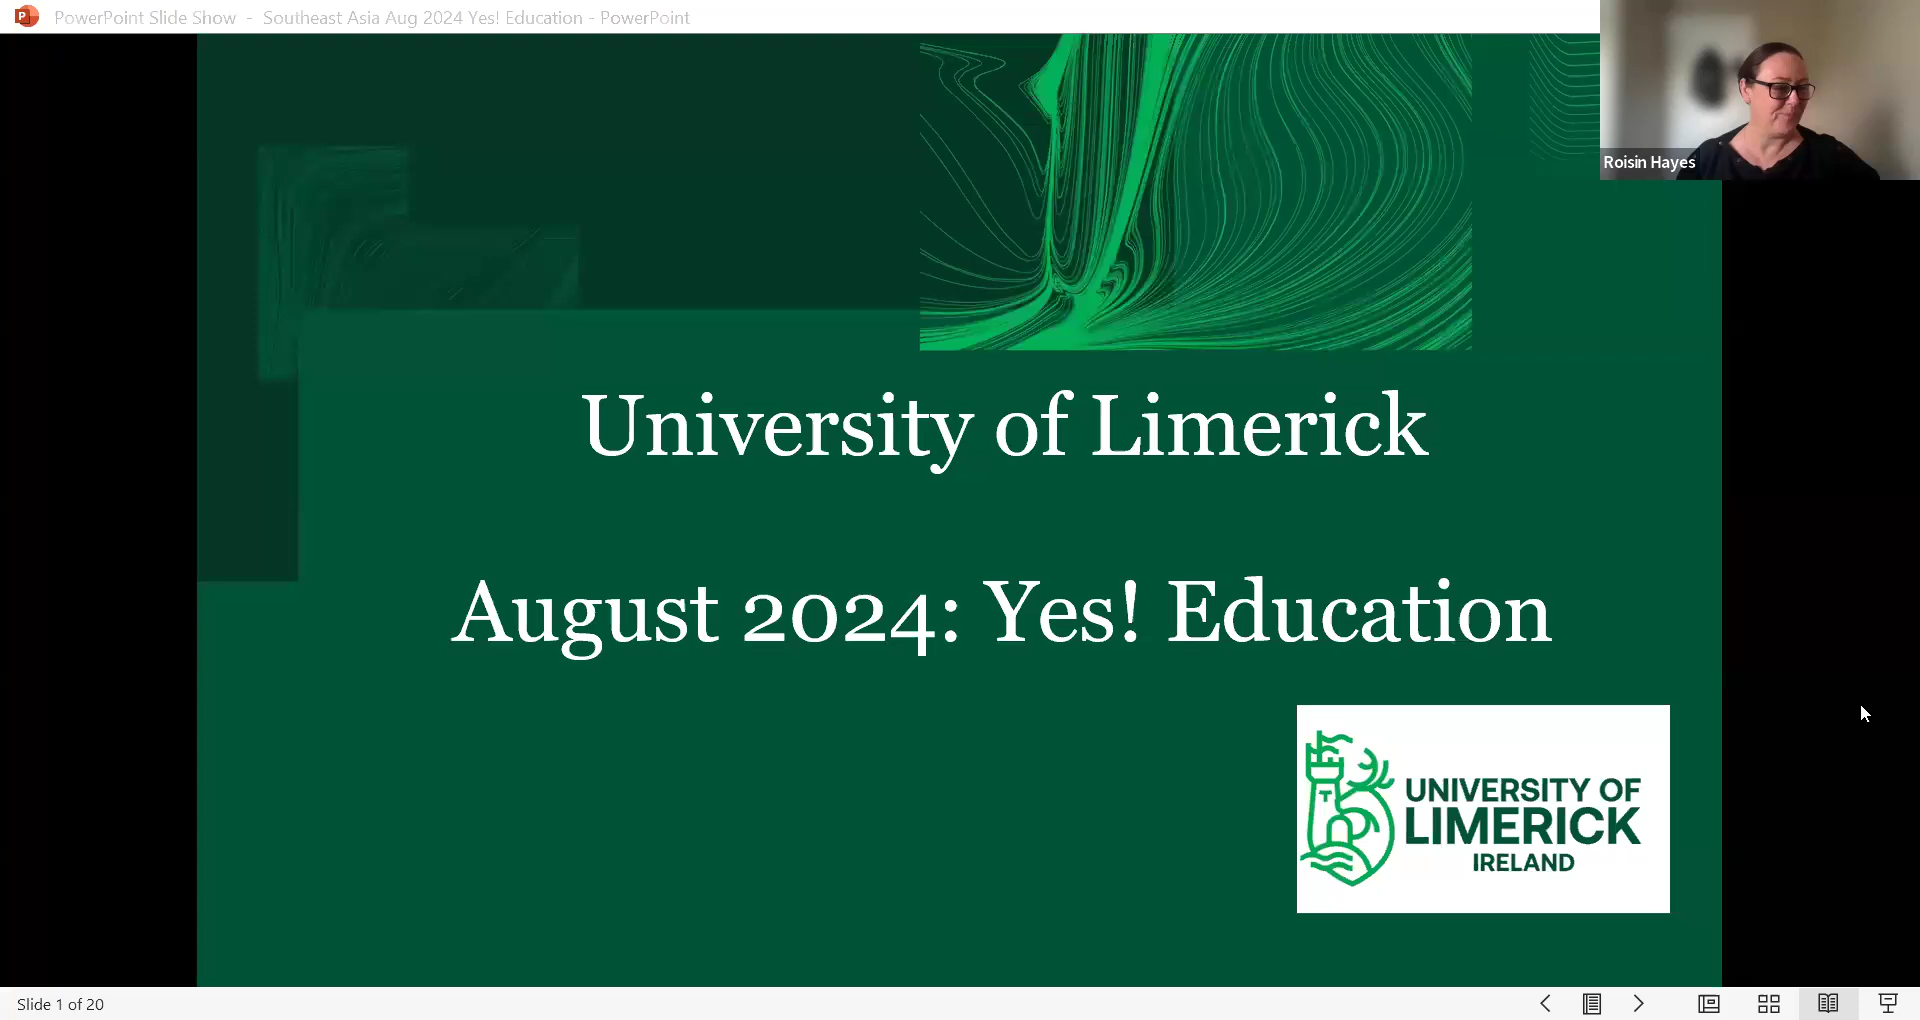 PowerPoint Slide Show - Southeast Asia Aug 2024 Yes! Education - PowerPoint
Roisin Hayes
University of Limerick
August 2024: Yes! Education
UNIVERSITY OF
LIMERICK
IRELAND
Slide 1 of 20